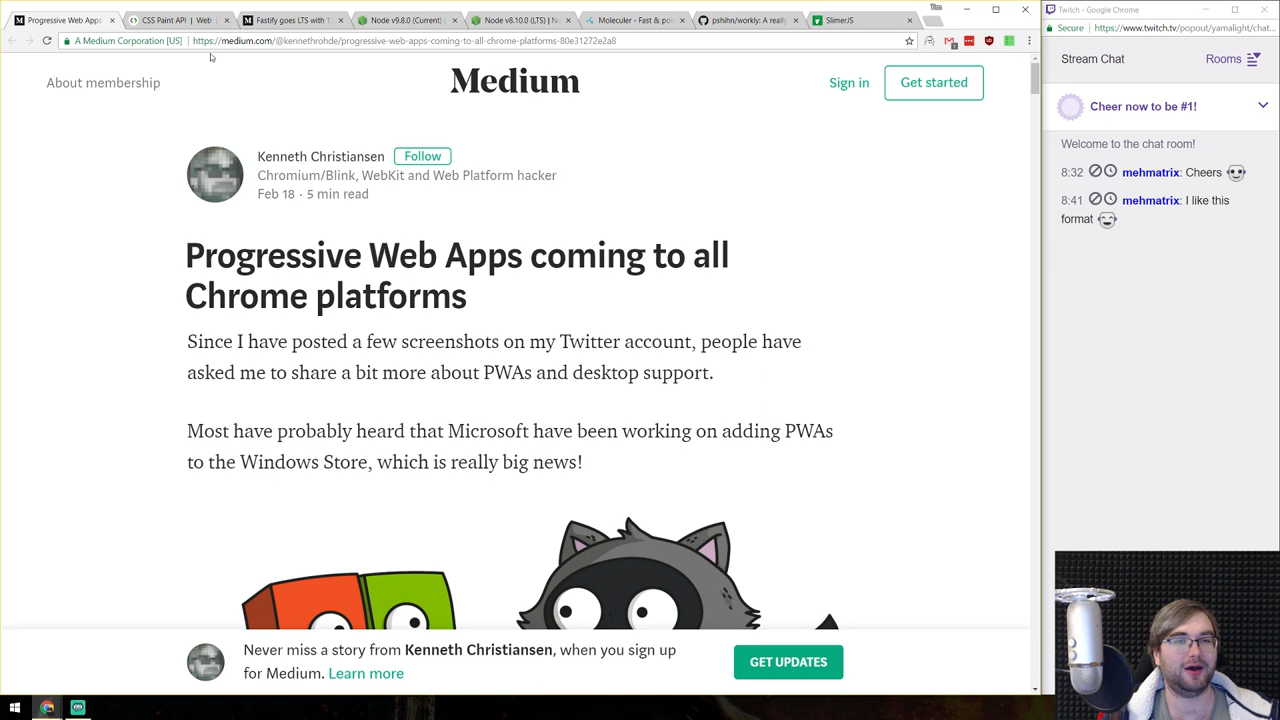 Progressive Web Apps
CSS Paint API | Web
Fastify goes LTS with 1
Node v9.8.0 (Current) |
Node v8.10.0 (LTS) | No
Moleculer - Fast & po
pshihn/workly: A really
SlimerJS
Tim
Twitch - Google Chrome
A Medium Corporation [US]
https://medium.com/@kennethrohde/progressive-web-apps-coming-to-all-chrome-platforms-80e31272e2a8
Secure
https://www.twitch.tv/popout/yamalight/chat...
About membership
Medium
Sign in
Get started
Stream Chat
Rooms
Cheer now to be #1!
Welcome to the chat room!
8:32 mehmatrix: Cheers
8:41 mehmatrix: I like this
format
Kenneth Christiansen
Follow
Chromium/Blink, WebKit and Web Platform hacker
Feb 18 · 5 min read
Progressive Web Apps coming to all
Chrome platforms
Since I have posted a few screenshots on my Twitter account, people have
asked me to share a bit more about PWAs and desktop support.
Most have probably heard that Microsoft have been working on adding PWAs
to the Windows Store, which is really big news!
Never miss a story from Kenneth Christiansen, when you sign up
for Medium. Learn more
GET UPDATES